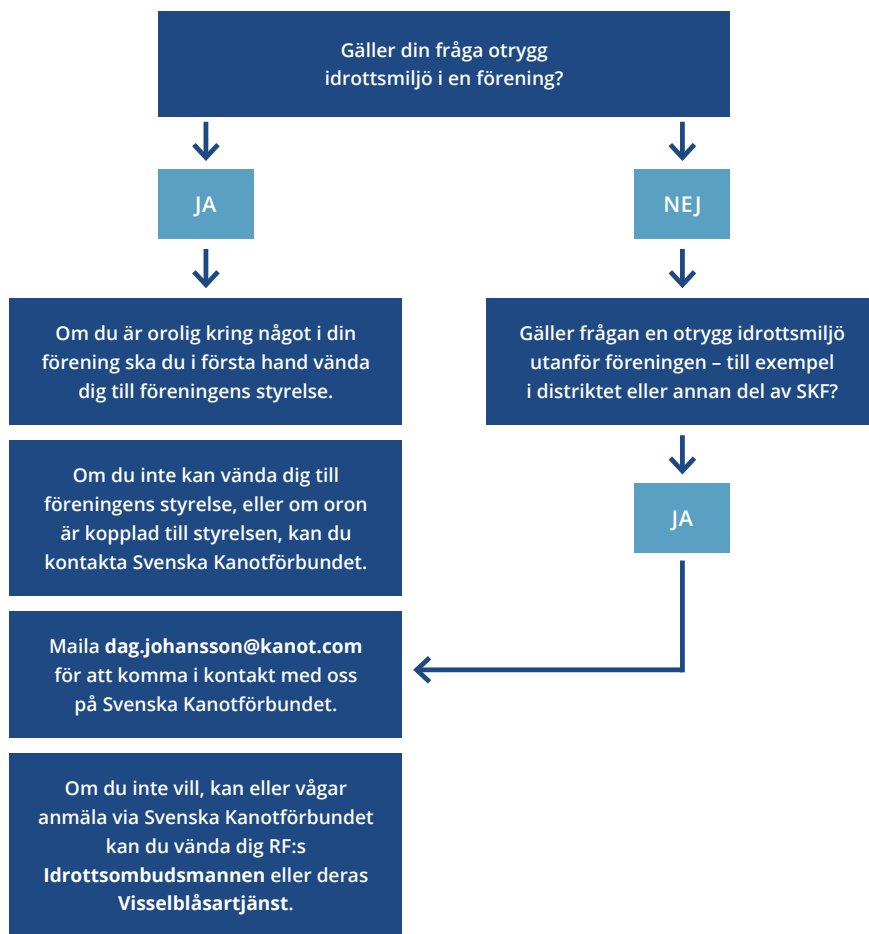 Gäller din fråga otrygg
idrottsmiljö i en förening?
JA
NEJ
Om du är orolig kring något i din
förening ska du i första hand vända
dig till föreningens styrelse.
Gäller frågan en otrygg idrottsmiljö
utanför föreningen – till exempel
i distriktet eller annan del av SKF?
Om du inte kan vända dig till
föreningens styrelse, eller om oron
är kopplad till styrelsen, kan du
kontakta Svenska Kanotförbundet.
JA
Maila dag.johansson@kanot.com
för att komma i kontakt med oss
på Svenska Kanotförbundet.
Om du inte vill, kan eller vågar
anmäla via Svenska Kanotförbundet
kan du vända dig RF:s
Idrottsombudsmannen eller deras
Visselblåsartjänst.